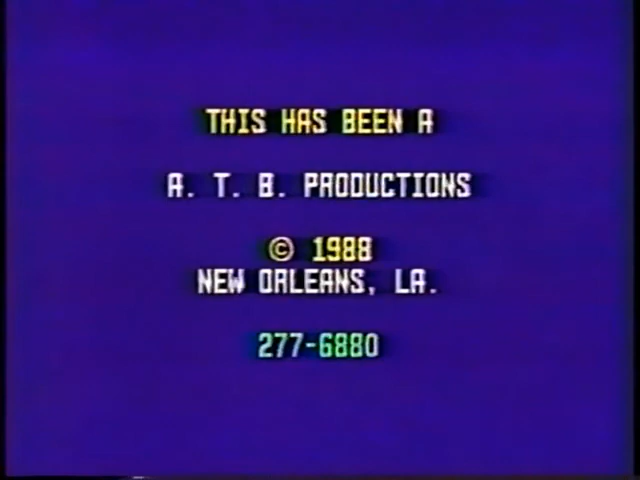 THIS HAS BEEN A
A. T. B. PRODUCTIONS
© 1988
NEW ORLEANS, LA.
277-6880